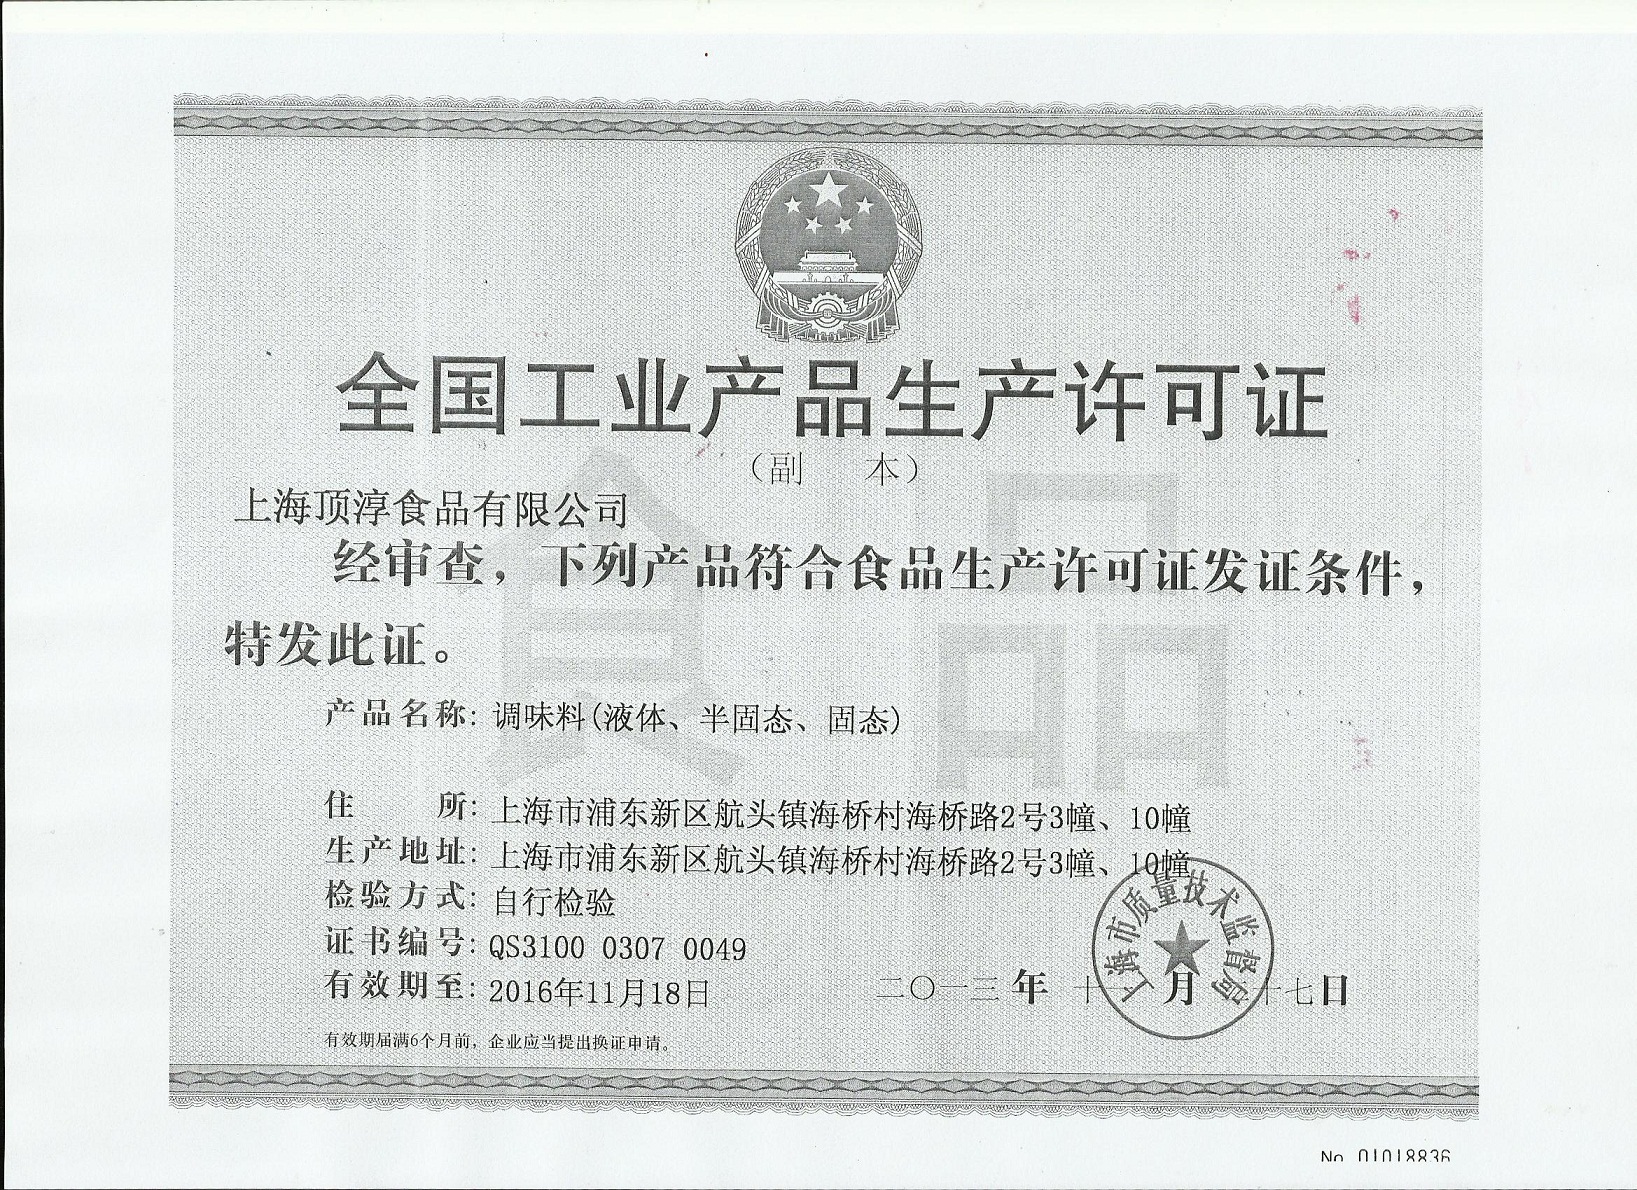 全国工业产品生产许可证
（副 本）
上海顶淳食品有限公司
经审查，下列产品符合食品生产许可证发证条件，
特发此证。
食品
产品名称：调味料(液体、半固态、固态)
住 所：上海市浦东新区航头镇海桥村海桥路2号3幢、10幢
生产地址：上海市浦东新区航头镇海桥村海桥路2号3幢、10幢
检验方式：自行检验
证书编号：QS3100 0307 0049
有效期至：2016年11月18日
二〇一三年 十 月 十七日
上海市质量技术监督局
有效期届满6个月前，企业应当提出换证申请。
No 01018836